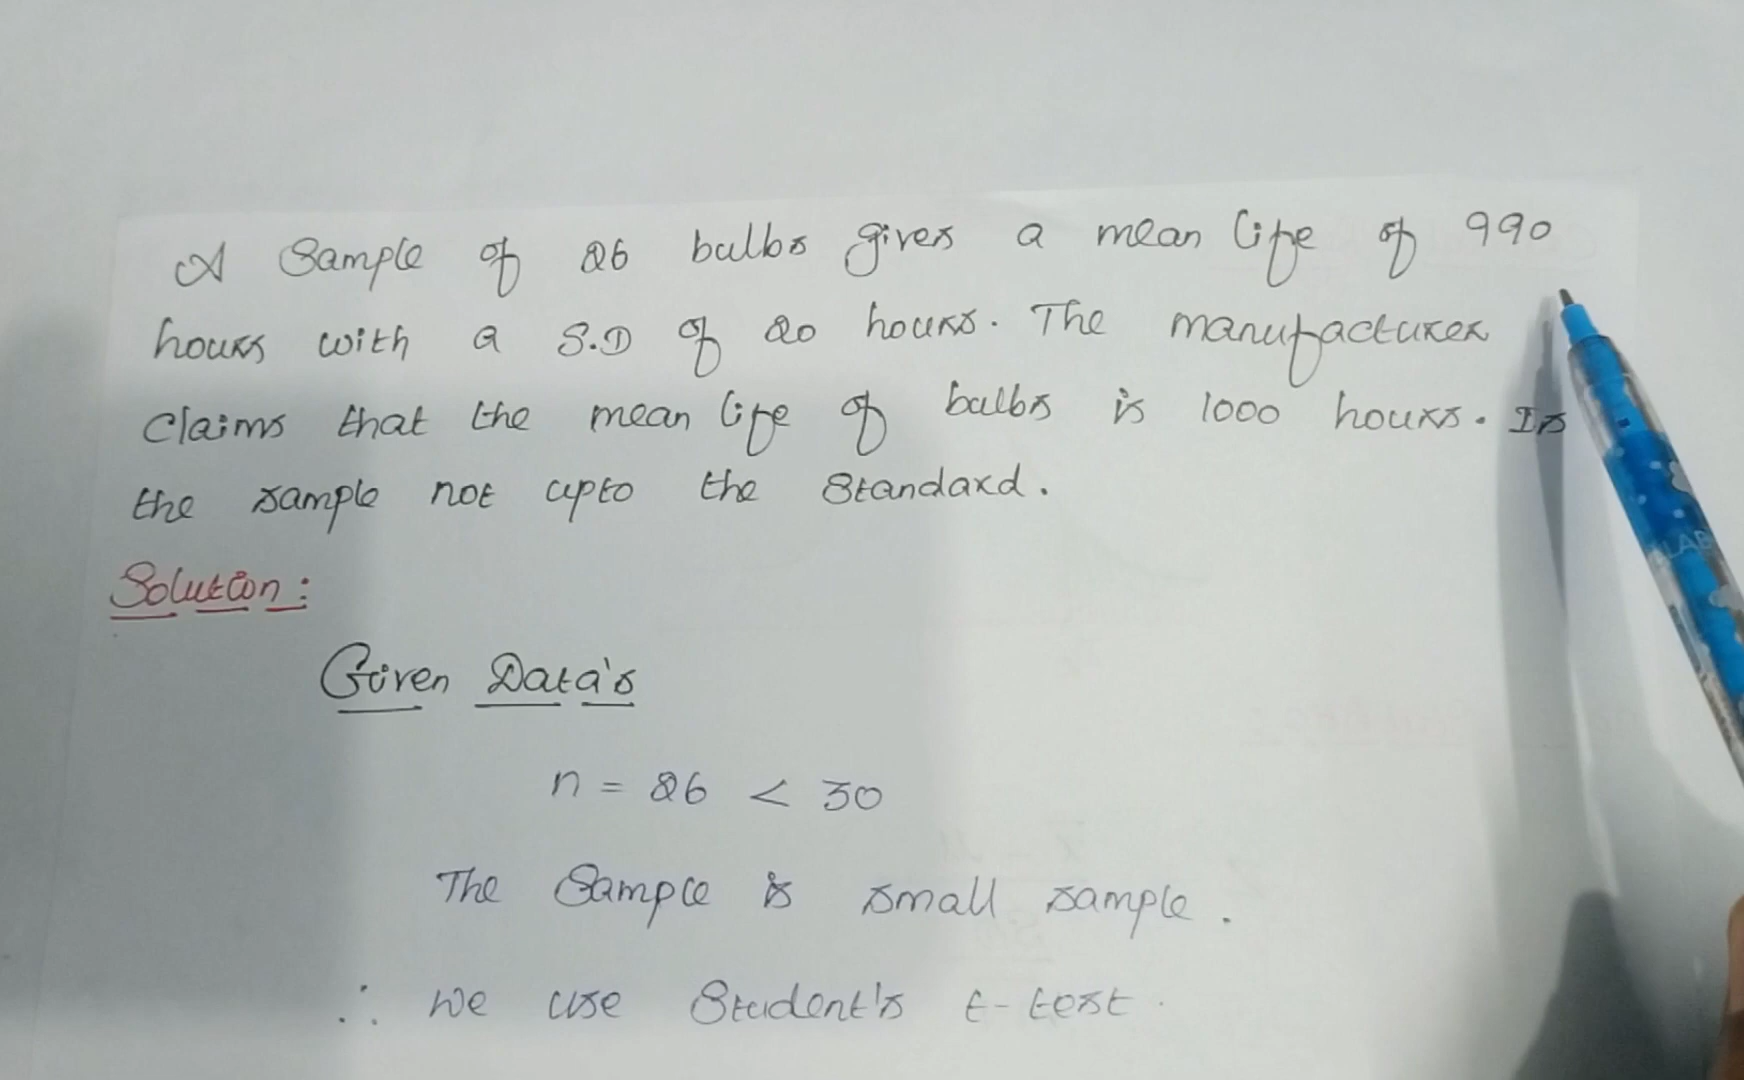 A Sample of 26 bulbs gives a mean life of 990
hours with a S.D of 20 hours. The manufacturer
claims that the mean life of bulbs is 1000 hours. Is
the sample not upto the Standard.
Solution:
Given Data's
n = 26 < 30
The Sample is small sample.
∴ we use Student's t-test.